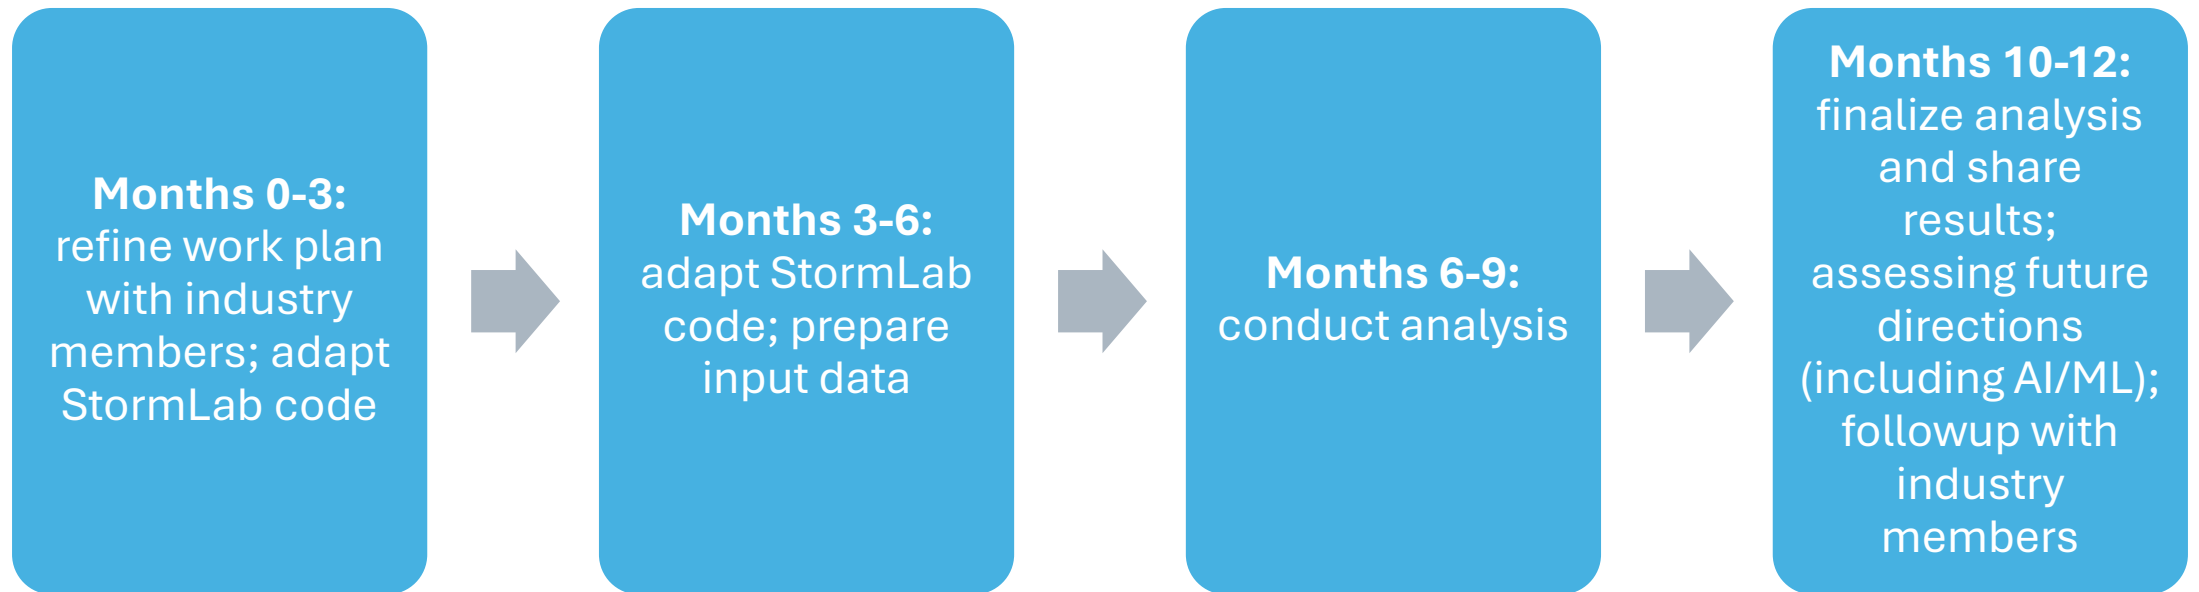 Months 0-3:
refine work plan
with industry
members; adapt
StormLab code
Months 3-6:
adapt StormLab
code; prepare
input data
Months 6-9:
conduct analysis
Months 10-12:
finalize analysis
and share
results;
assessing future
directions
(including AI/ML);
followup with
industry
members